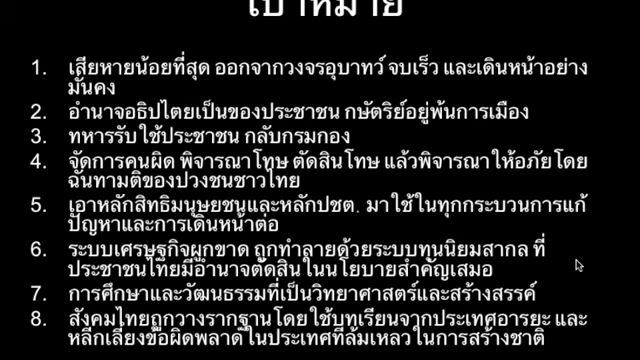 เป้าหมาย
1. เสียหายน้อยที่สุด ออกจากวงจรอุบาทว์ จบเร็ว และเดินหน้าอย่าง
มั่นคง
2. อำนาจอธิปไตยเป็นของประชาชน กษัตริย์อยู่พ้นการเมือง
3. ทหารรับใช้ประชาชน กลับกรมกอง
4. จัดการคนผิด พิจารณาโทษ ตัดสินโทษ แล้วพิจารณาให้อภัยโดย
ฉันทามติของปวงชนชาวไทย
5. เอาหลักสิทธิมนุษยชนและหลักปชต. มาใช้ในทุกกระบวนการแก้
ปัญหาและการเดินหน้าต่อ
6. ระบบเศรษฐกิจผูกขาด ถูกทำลายด้วยระบบทุนนิยมสากล ที่
ประชาชนไทยมีอำนาจตัดสินในนโยบายสำคัญเสมอ
7. การศึกษาและวัฒนธรรมที่เป็นวิทยาศาสตร์และสร้างสรรค์
8. สังคมไทยถูกวางรากฐานโดยใช้บทเรียนจากประเทศอารยะ และ
หลีกเลี่ยงข้อผิดพลาดในประเทศที่ล้มเหลวในการสร้างชาติ